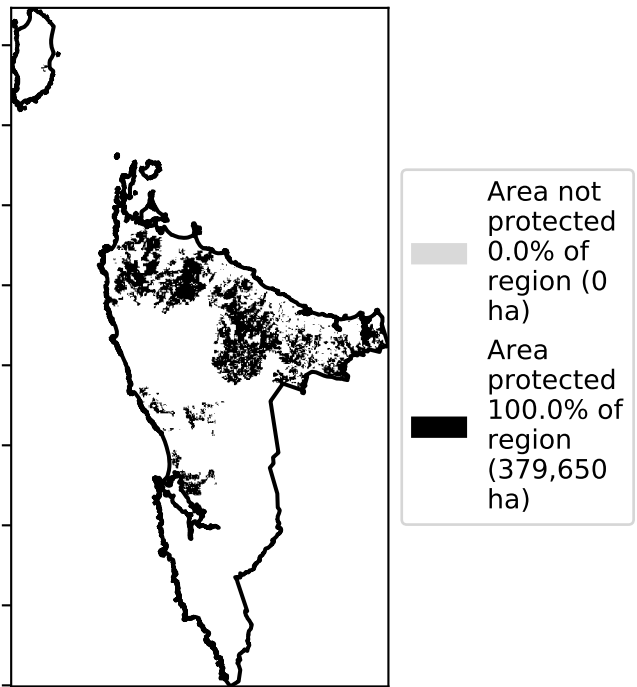 Area not
protected
0.0% of
region (0
ha)
Area
protected
100.0% of
region
(379,650
ha)